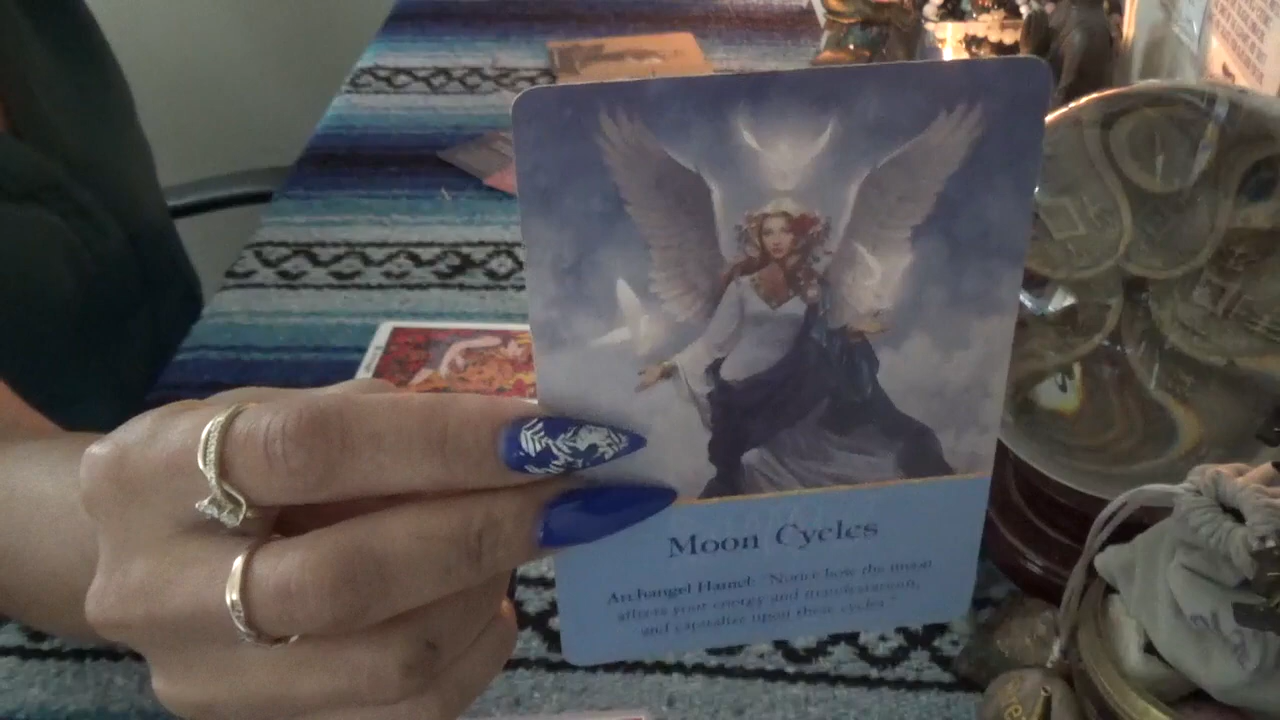 Moon Cycles
Archangel Haniel: "Notice how the moon
affects your energy and manifestations,
and capitalize upon these cycles."